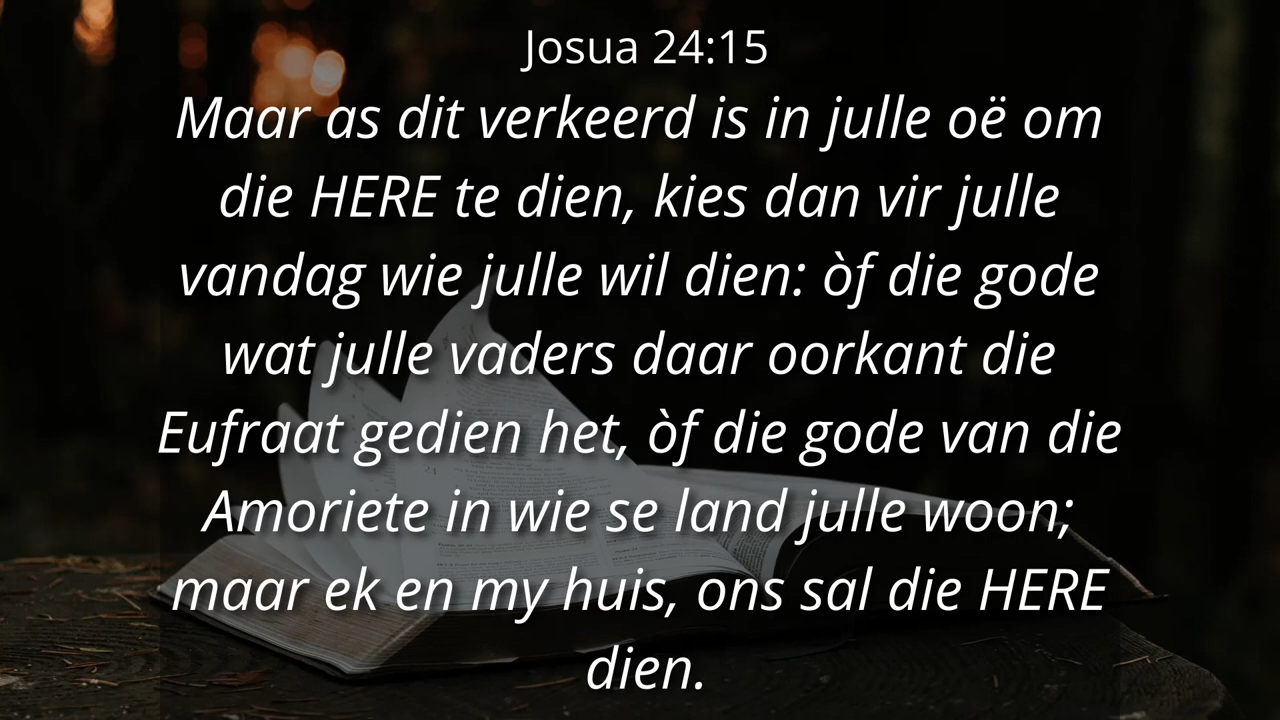 Josua 24:15
Maar as dit verkeerd is in julle oë om
die HERE te dien, kies dan vir julle
vandag wie julle wil dien: òf die gode
wat julle vaders daar oorkant die
Eufraat gedien het, òf die gode van die
Amoriete in wie se land julle woon;
maar ek en my huis, ons sal die HERE
dien.